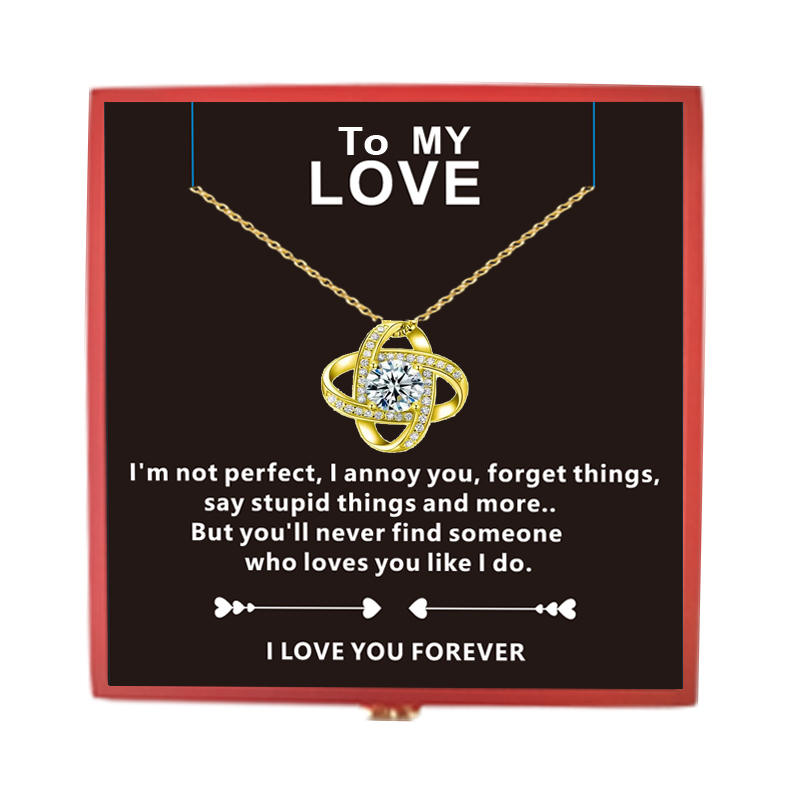 To MY
LOVE
I'm not perfect, I annoy you, forget things,
say stupid things and more..
But you'll never find someone
who loves you like I do.
I LOVE YOU FOREVER